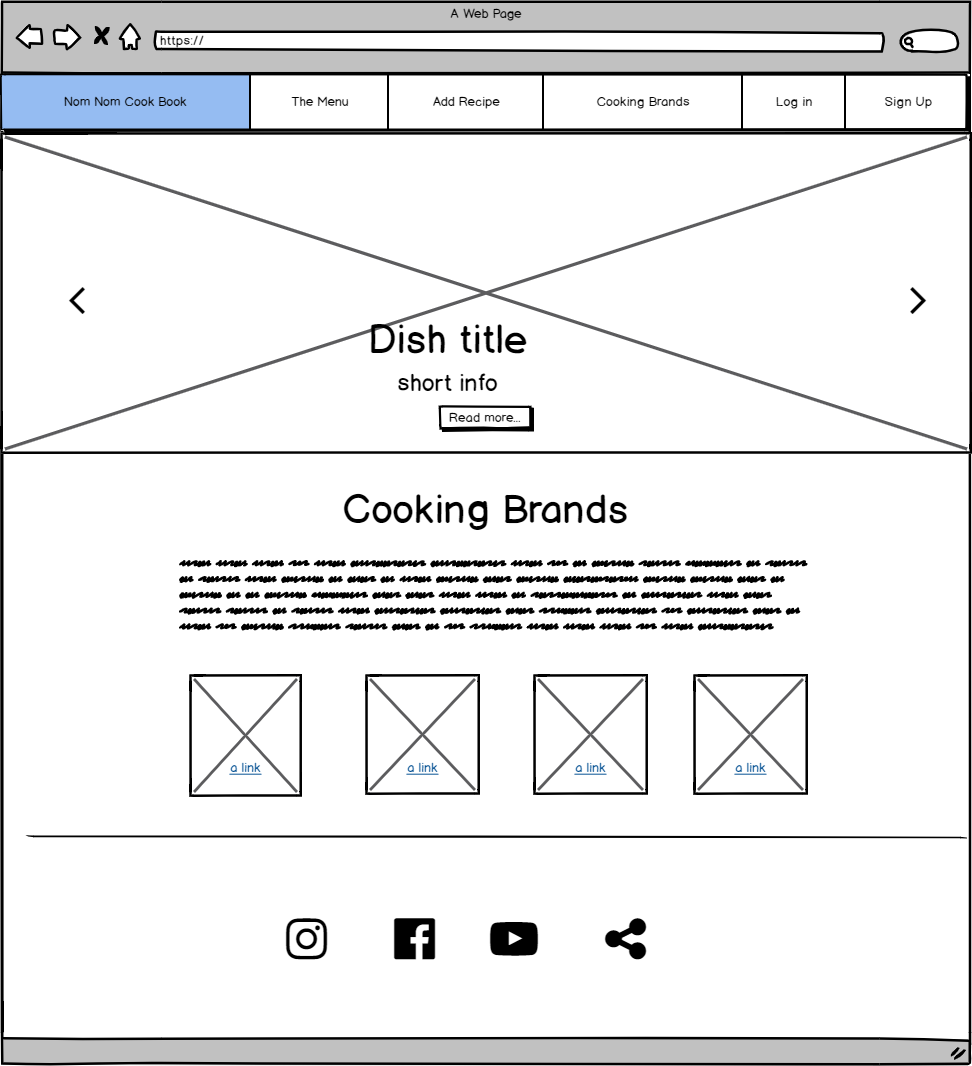 A Web Page
https://
Nom Nom Cook Book
The Menu
Add Recipe
Cooking Brands
Log in
Sign Up
Dish title
short info
Read more...
Cooking Brands
a link
a link
a link
a link